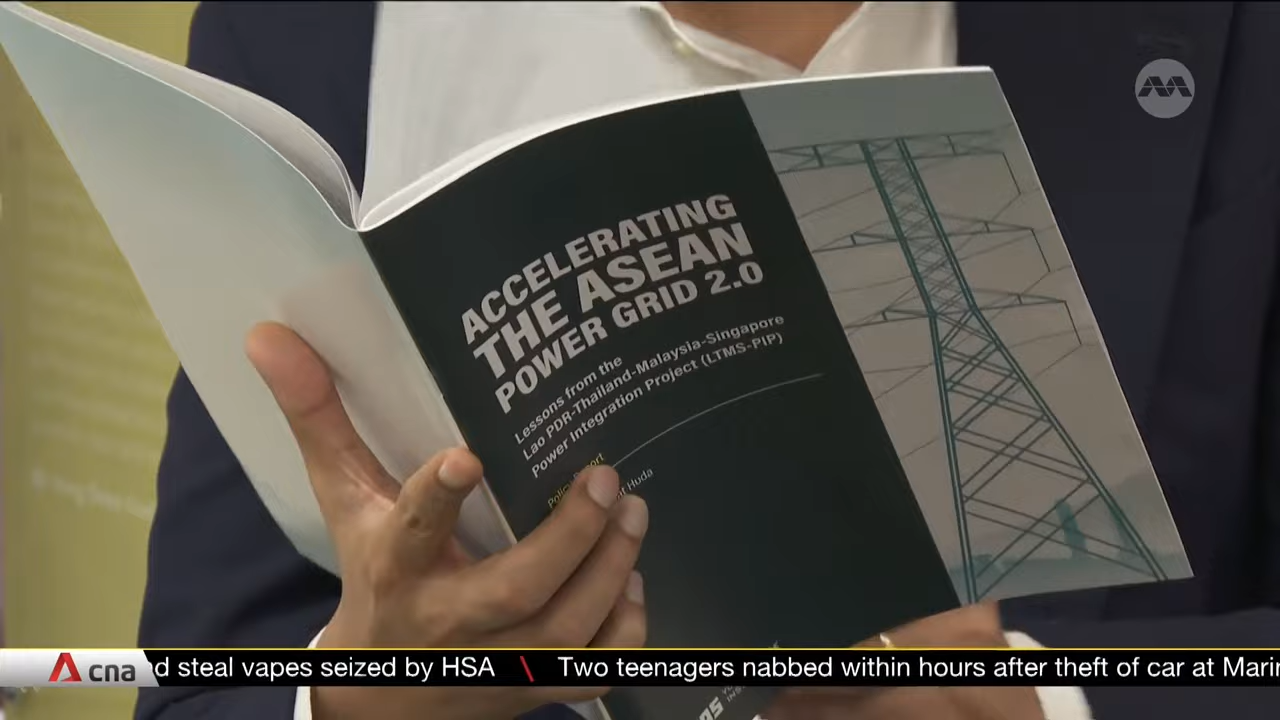 ACCELERATING
THE ASEAN
POWER GRID 2.0
Lessons from the
Lao PDR-Thailand-Malaysia-Singapore
Power Integration Project (LTMS-PIP)
Huda
cna
steal vapes seized by HSA \ Two teenagers nabbed within hours after theft of car at